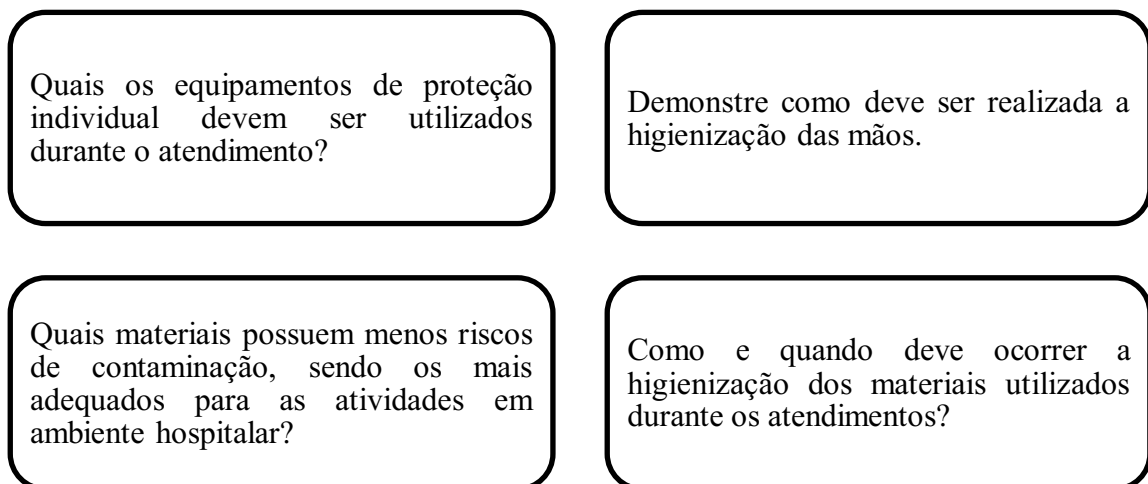 Quais os equipamentos de proteção
individual devem ser utilizados
durante o atendimento?
Demonstre como deve ser realizada a
higienização das mãos.
Quais materiais possuem menos riscos
de contaminação, sendo os mais
adequados para as atividades em
ambiente hospitalar?
Como e quando deve ocorrer a
higienização dos materiais utilizados
durante os atendimentos?